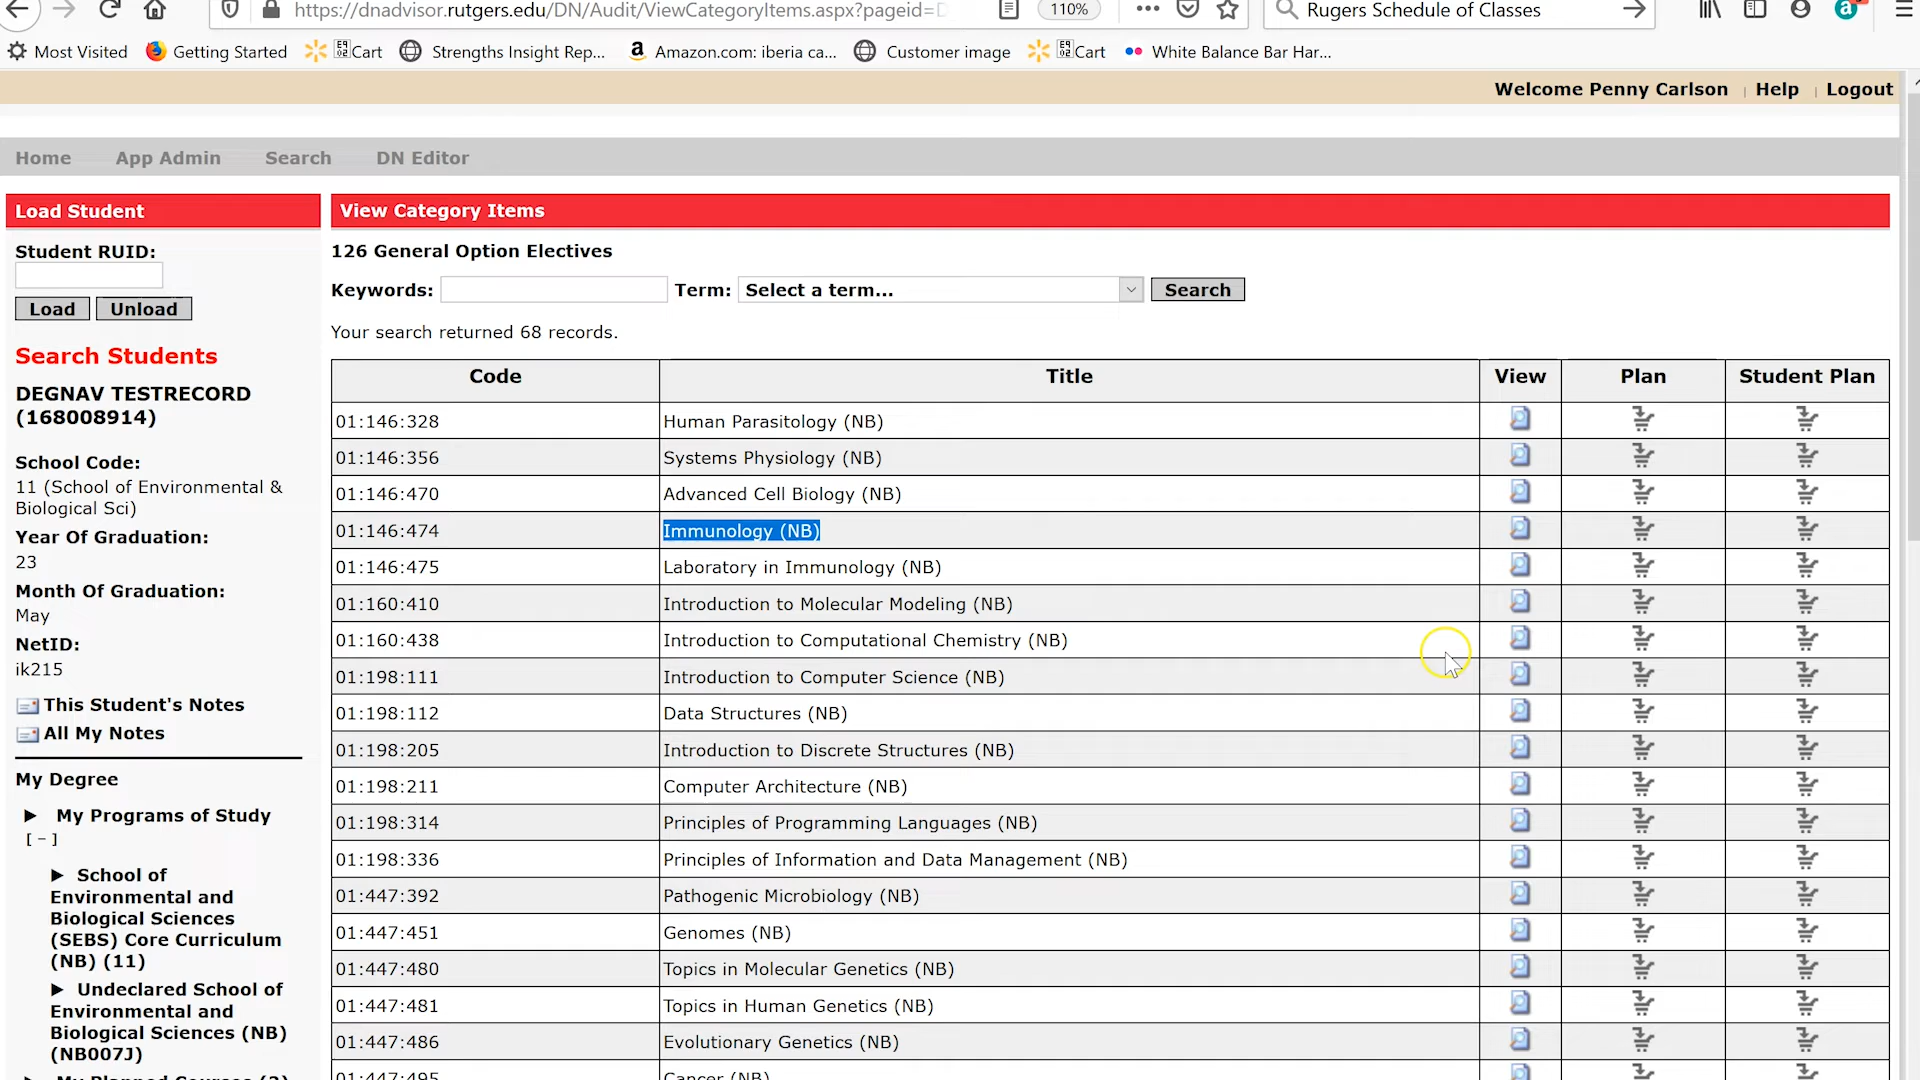 https://dnadvisor.rutgers.edu/DN/Audit/ViewCategoryItems.aspx?pageid=D 110% Rugers Schedule of Classes
Most Visited Getting Started Cart Strengths Insight Rep... Amazon.com: iberia ca... Customer image Cart White Balance Bar Har...
Welcome Penny Carlson | Help | Logout
Home App Admin Search DN Editor
Load Student
Student RUID:
Load Unload
Search Students
DEGNAV TESTRECORD
(168008914)
School Code:
11 (School of Environmental &
Biological Sci)
Year Of Graduation:
23
Month Of Graduation:
May
NetID:
ik215
This Student's Notes
All My Notes
My Degree
► My Programs of Study
[ - ]
► School of
Environmental and
Biological Sciences
(SEBS) Core Curriculum
(NB) (11)
► Undeclared School of
Environmental and
Biological Sciences (NB)
(NB007J)
My Planned Courses (2)
View Category Items
126 General Option Electives
Keywords: Term: Select a term... Search
Your search returned 68 records.
Code Title View Plan Student Plan
01:146:328 Human Parasitology (NB)
01:146:356 Systems Physiology (NB)
01:146:470 Advanced Cell Biology (NB)
01:146:474 Immunology (NB)
01:146:475 Laboratory in Immunology (NB)
01:160:410 Introduction to Molecular Modeling (NB)
01:160:438 Introduction to Computational Chemistry (NB)
01:198:111 Introduction to Computer Science (NB)
01:198:112 Data Structures (NB)
01:198:205 Introduction to Discrete Structures (NB)
01:198:211 Computer Architecture (NB)
01:198:314 Principles of Programming Languages (NB)
01:198:336 Principles of Information and Data Management (NB)
01:447:392 Pathogenic Microbiology (NB)
01:447:451 Genomes (NB)
01:447:480 Topics in Molecular Genetics (NB)
01:447:481 Topics in Human Genetics (NB)
01:447:486 Evolutionary Genetics (NB)
01:447:495 Cancer (NB)